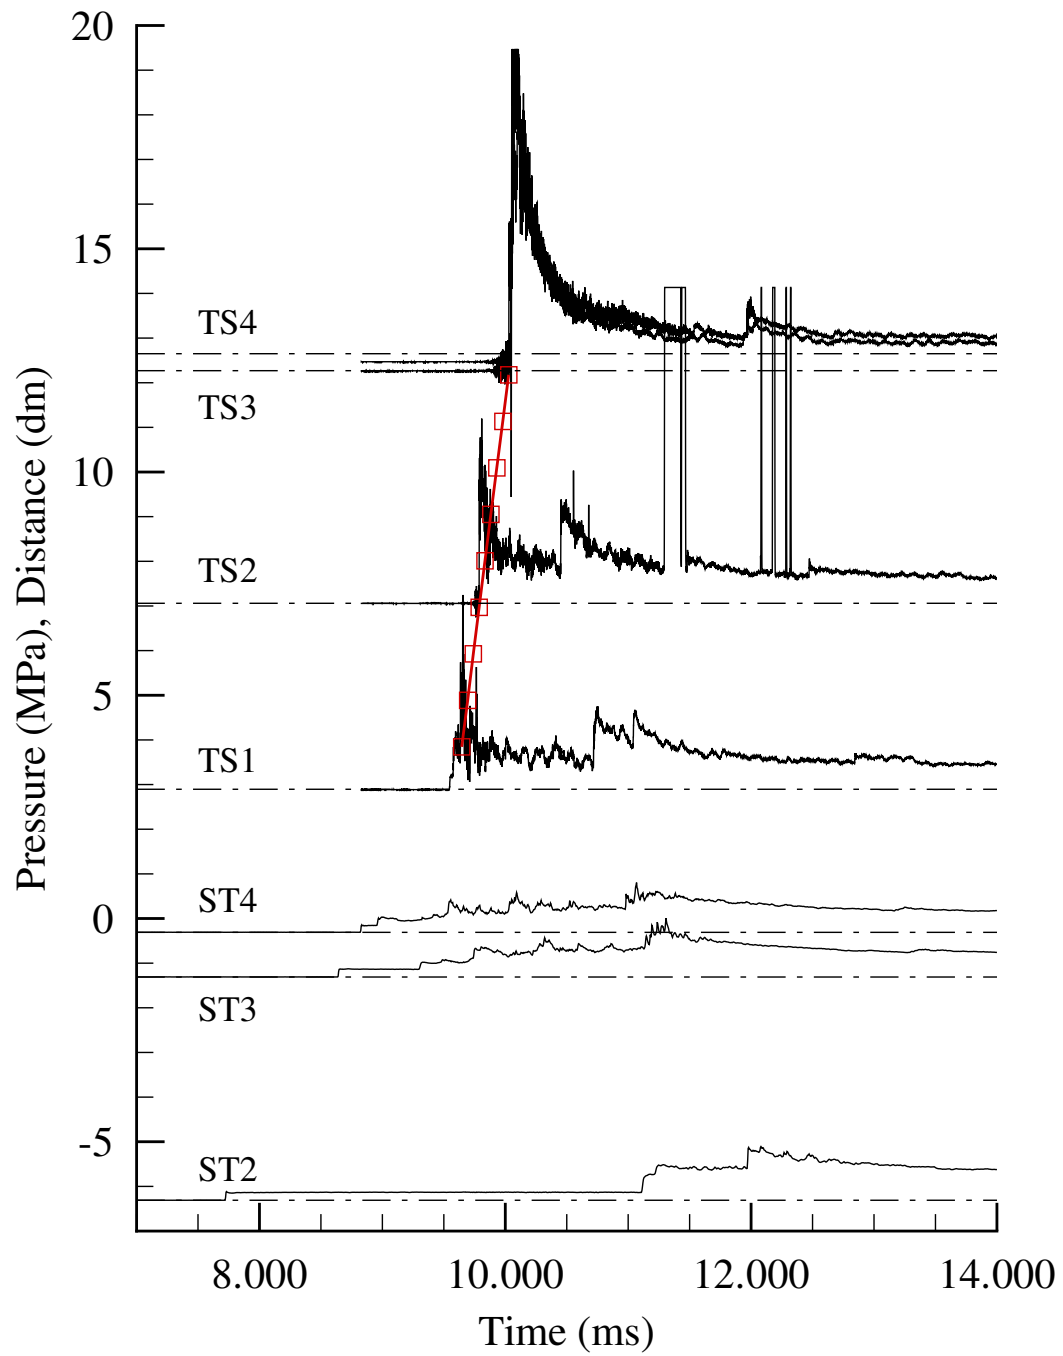 20
15
10
5
0
-5
Pressure (MPa), Distance (dm)
TS4
TS3
TS2
TS1
ST4
ST3
ST2
8.000
10.000
12.000
14.000
Time (ms)